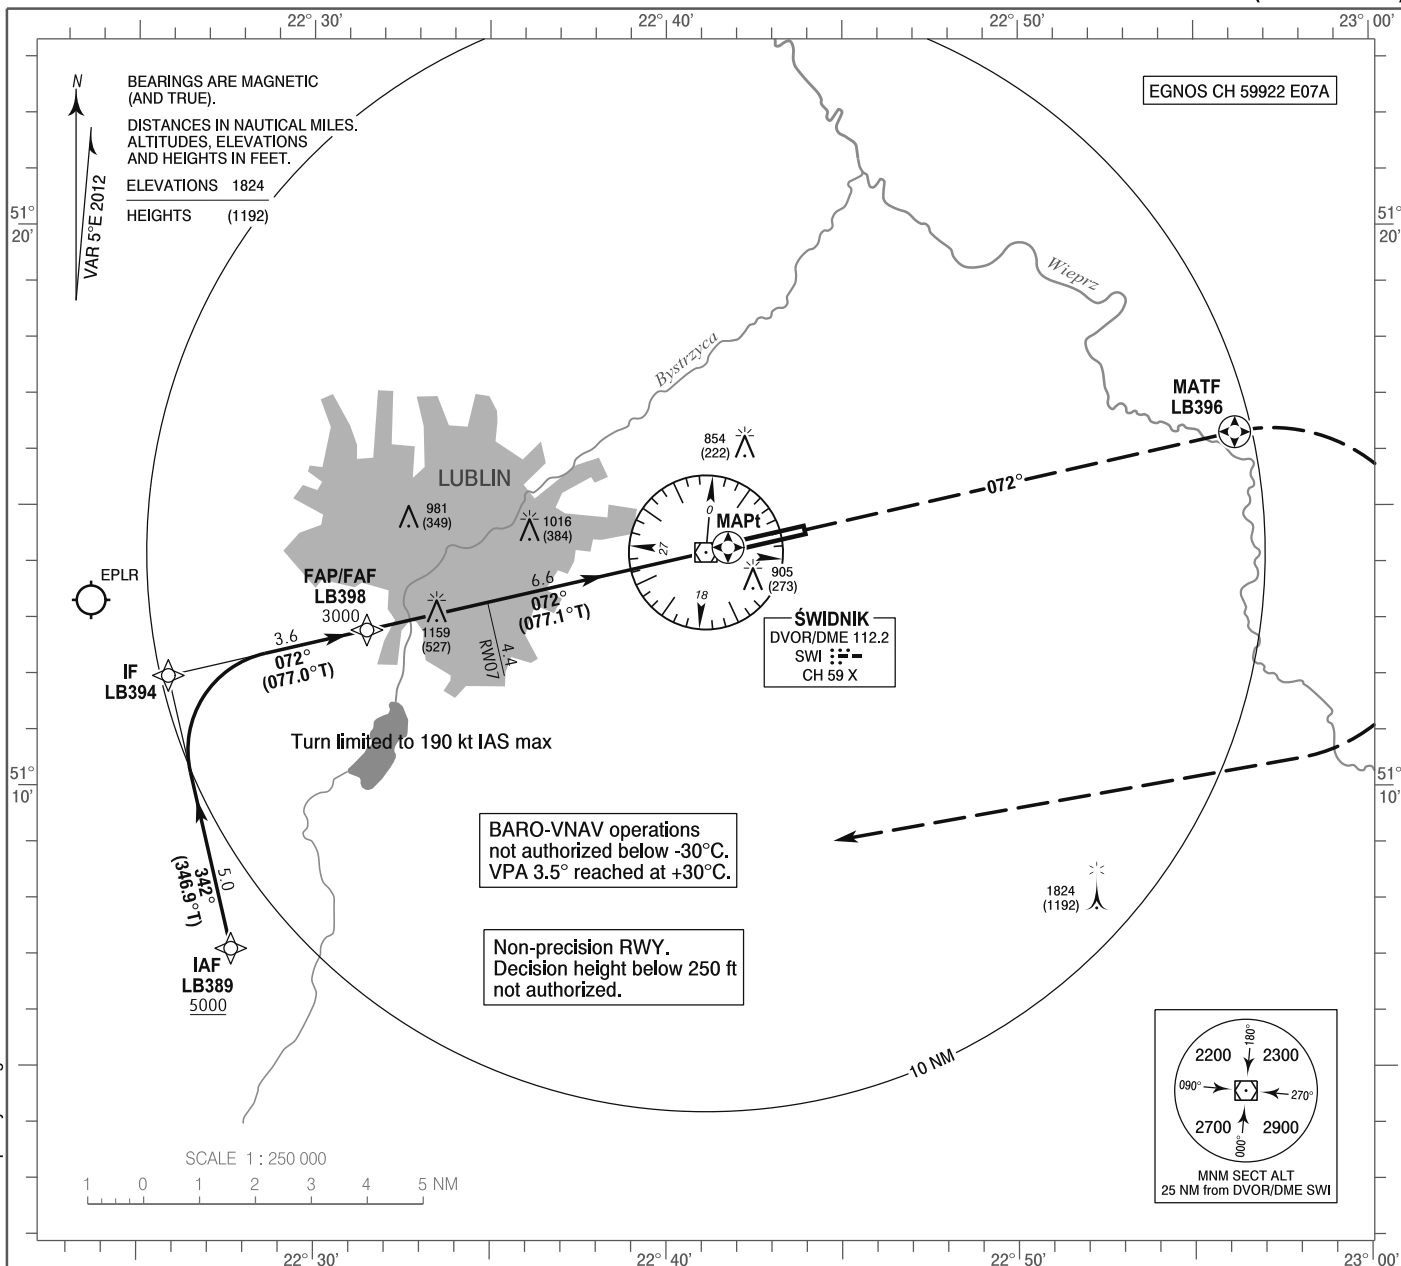 22° 30'
22° 40'
22° 50'
23° 00'
N
VAR 5°E 2012
BEARINGS ARE MAGNETIC
(AND TRUE).
DISTANCES IN NAUTICAL MILES.
ALTITUDES, ELEVATIONS
AND HEIGHTS IN FEET.
ELEVATIONS 1824
HEIGHTS (1192)
EGNOS CH 59922 E07A
51°
20'
51°
20'
Wieprz
Bystrzyca
MATF
LB396
854
(222)
LUBLIN
981
(349)
1016
(384)
072°
0
MAPt
27
18
905
(273)
EPLR
FAP/FAF
LB398
3000
6.6
072°
(077.1°T)
1159
(527)
4.4
RW07
3.6
072°
(077.0°T)
IF
LB394
ŚWIDNIK
DVOR/DME 112.2
SWI
CH 59 X
Turn limited to 190 kt IAS max
51°
10'
51°
10'
BARO-VNAV operations
not authorized below -30°C.
VPA 3.5° reached at +30°C.
5.0
342°
(346.9°T)
1824
(1192)
Non-precision RWY.
Decision height below 250 ft
not authorized.
IAF
LB389
5000
10 NM
180°
2200 2300
090°
270°
2700 2900
000°
MNM SECT ALT
25 NM from DVOR/DME SWI
SCALE 1 : 250 000
1 0 1 2 3 4 5 NM
22° 30'
22° 40'
22° 50'
23° 00'